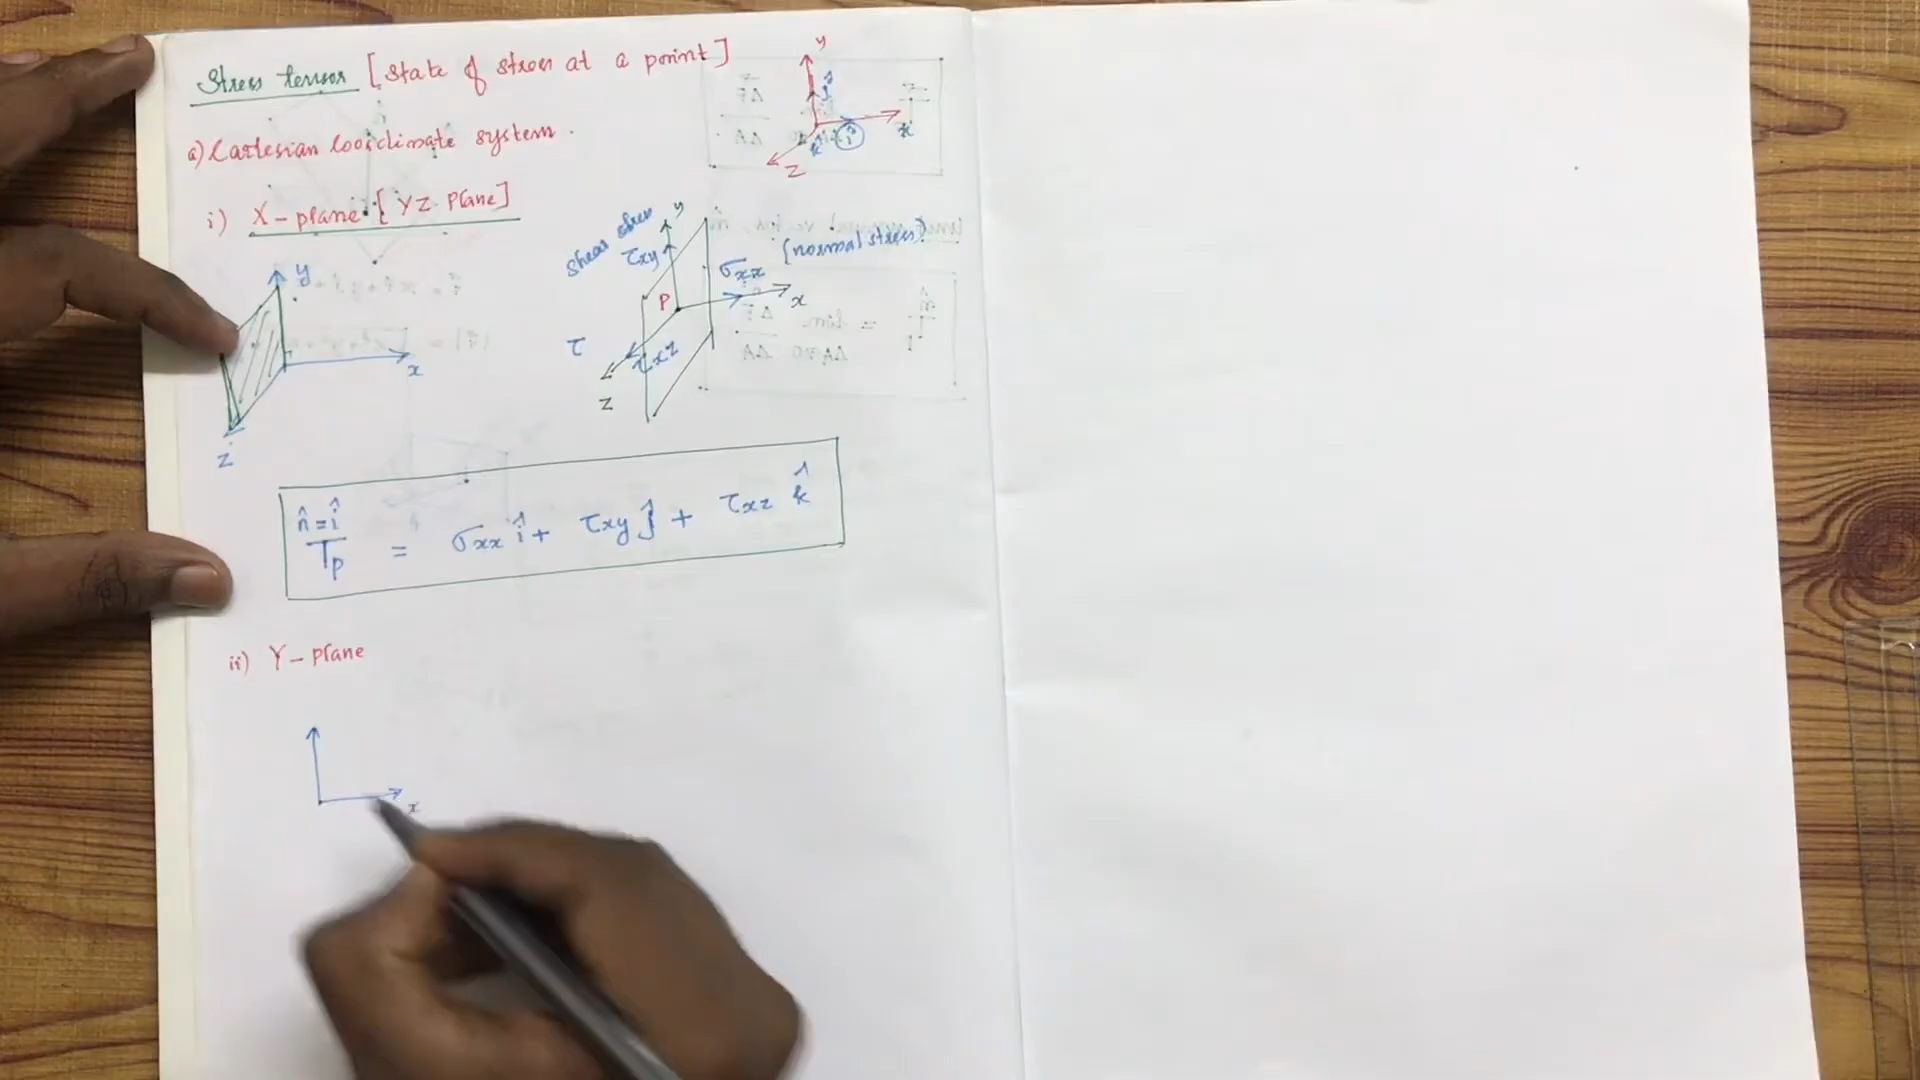 Stress tensor [State of stress at a point]
a) Cartesian coordinate system.
i) X-plane. [YZ Plane]
y
ĵ
î
k̂
x
Z
y
x
Z
shear stress
τxy
y
σxx
[normal stress]
P
x
τ
τxz
Z
n̂=î
Tp = σxx î + τxy ĵ + τxz k̂
ii) Y-plane
x